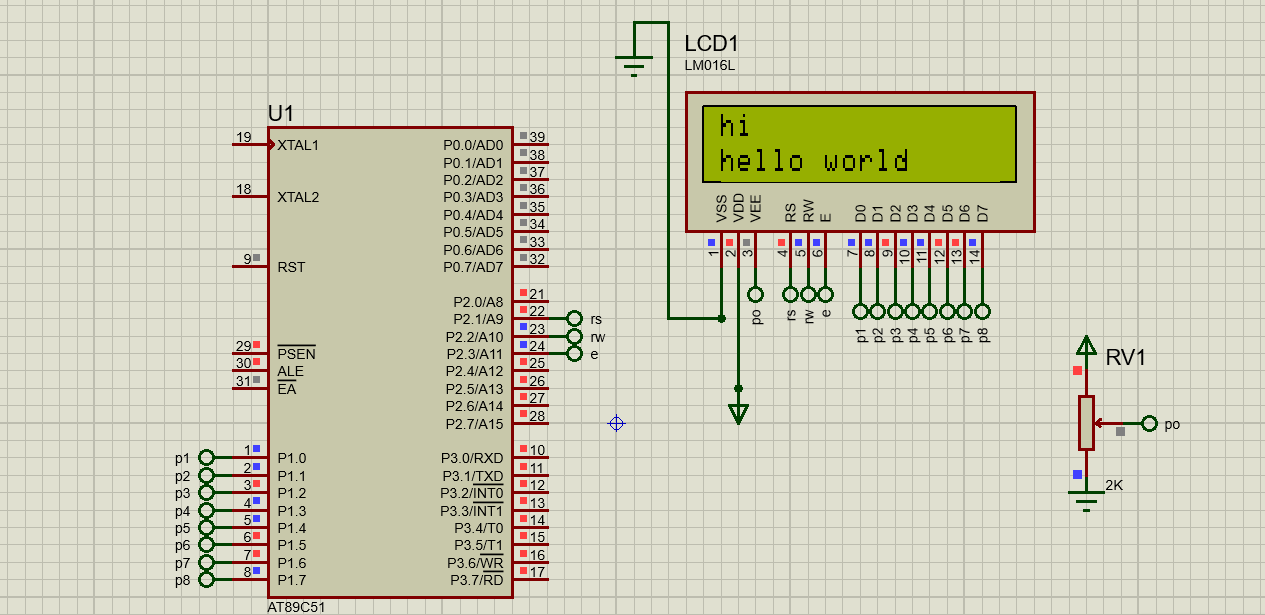 LCD1
LM016L
hi
hello world
VSS VDD VEE RS RW E D0 D1 D2 D3 D4 D5 D6 D7
1 2 3 4 5 6 7 8 9 10 11 12 13 14
po rs rw e p1 p2 p3 p4 p5 p6 p7 p8
U1
19 XTAL1 P0.0/AD0 39
P0.1/AD1 38
P0.2/AD2 37
18 XTAL2 P0.3/AD3 36
P0.4/AD4 35
P0.5/AD5 34
P0.6/AD6 33
9 RST P0.7/AD7 32
P2.0/A8 21
P2.1/A9 22 rs
P2.2/A10 23 rw
29 PSEN P2.3/A11 24 e
30 ALE P2.4/A12 25
31 EA P2.5/A13 26
P2.6/A14 27
P2.7/A15 28
p1 1 P1.0 P3.0/RXD 10
p2 2 P1.1 P3.1/TXD 11
p3 3 P1.2 P3.2/INT0 12
p4 4 P1.3 P3.3/INT1 13
p5 5 P1.4 P3.4/T0 14
p6 6 P1.5 P3.5/T1 15
p7 7 P1.6 P3.6/WR 16
p8 8 P1.7 P3.7/RD 17
AT89C51
RV1
po
2K